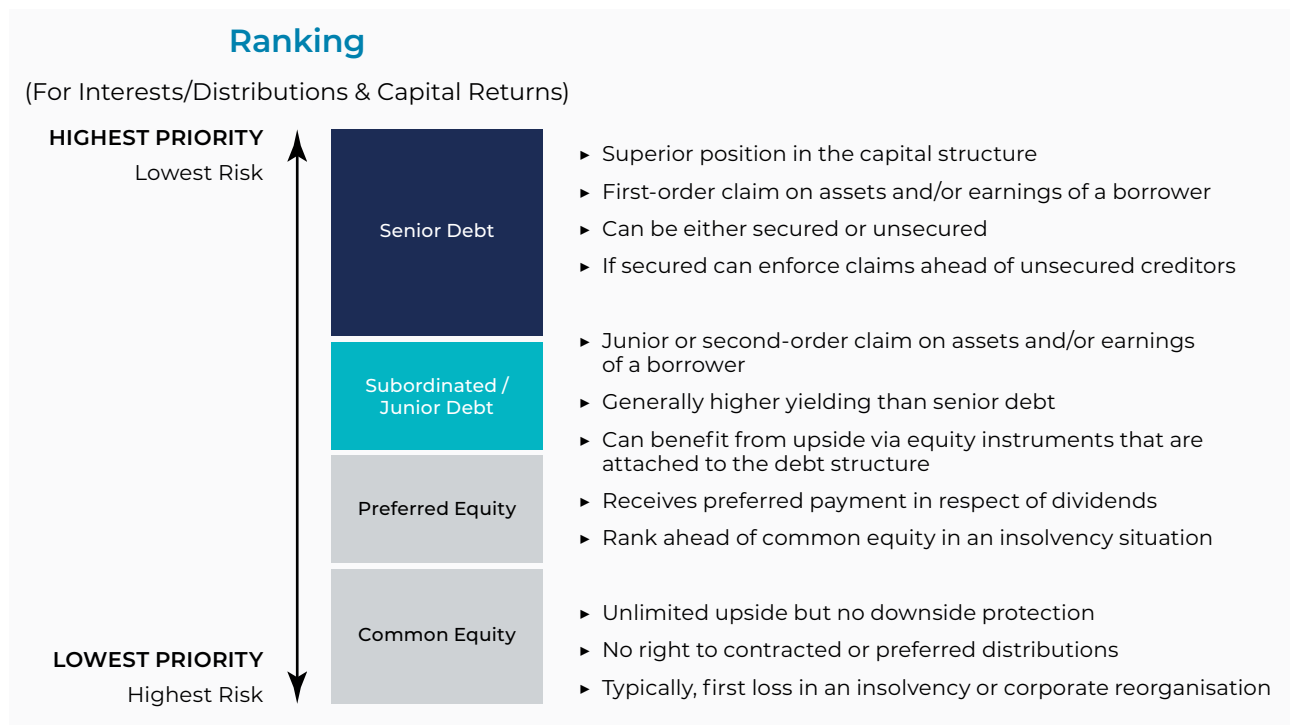 Ranking
(For Interests/Distributions & Capital Returns)
HIGHEST PRIORITY
Lowest Risk
Senior Debt
▸ Superior position in the capital structure
▸ First-order claim on assets and/or earnings of a borrower
▸ Can be either secured or unsecured
▸ If secured can enforce claims ahead of unsecured creditors
Subordinated /
Junior Debt
▸ Junior or second-order claim on assets and/or earnings
of a borrower
▸ Generally higher yielding than senior debt
▸ Can benefit from upside via equity instruments that are
attached to the debt structure
Preferred Equity
▸ Receives preferred payment in respect of dividends
▸ Rank ahead of common equity in an insolvency situation
Common Equity
▸ Unlimited upside but no downside protection
▸ No right to contracted or preferred distributions
▸ Typically, first loss in an insolvency or corporate reorganisation
LOWEST PRIORITY
Highest Risk